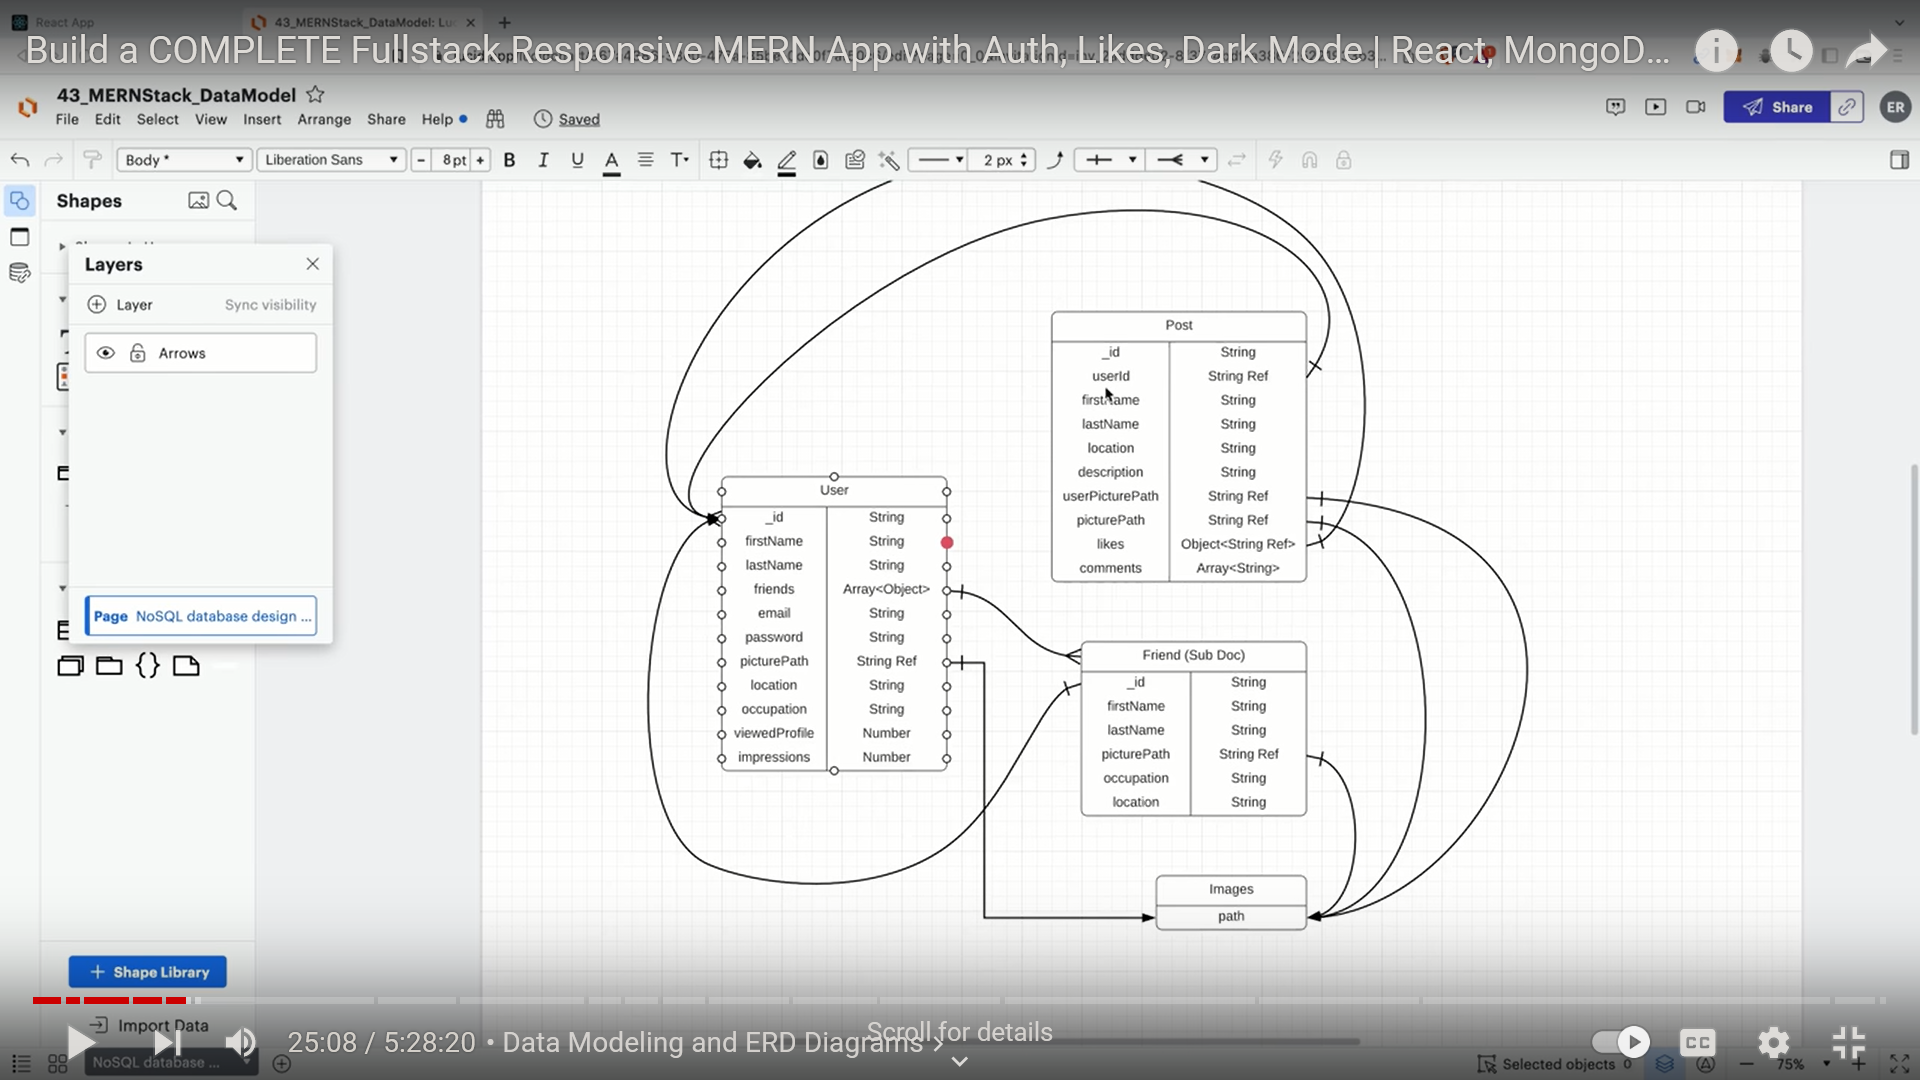 React App
43_MERNStack_DataModel: Lu
Build a COMPLETE Fullstack Responsive MERN App with Auth, Likes, Dark Mode | React, MongoD...
43_MERNStack_DataModel
File Edit Select View Insert Arrange Share Help
Saved
Share
ER
Body *
Liberation Sans
8 pt
B I U A T
2 px
Shapes
Layers
Layer
Sync visibility
Arrows
Page NoSQL database design ...
Post
_id String
userId String Ref
firstName String
lastName String
location String
description String
userPicturePath String Ref
picturePath String Ref
likes Object<String Ref>
comments Array<String>
User
_id String
firstName String
lastName String
friends Array<Object>
email String
password String
picturePath String Ref
location String
occupation String
viewedProfile Number
impressions Number
Friend (Sub Doc)
_id String
firstName String
lastName String
picturePath String Ref
occupation String
location String
Images
path
+ Shape Library
Import Data
25:08 / 5:28:20 • Data Modeling and ERD Diagrams
Scroll for details
CC
NoSQL database ...
Selected objects 0
75%